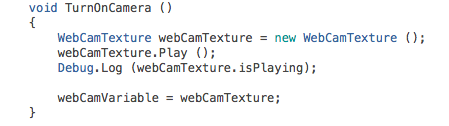 void TurnOnCamera ()
{
    WebCamTexture webCamTexture = new WebCamTexture ();
    webCamTexture.Play ();
    Debug.Log (webCamTexture.isPlaying);

    webCamVariable = webCamTexture;
}